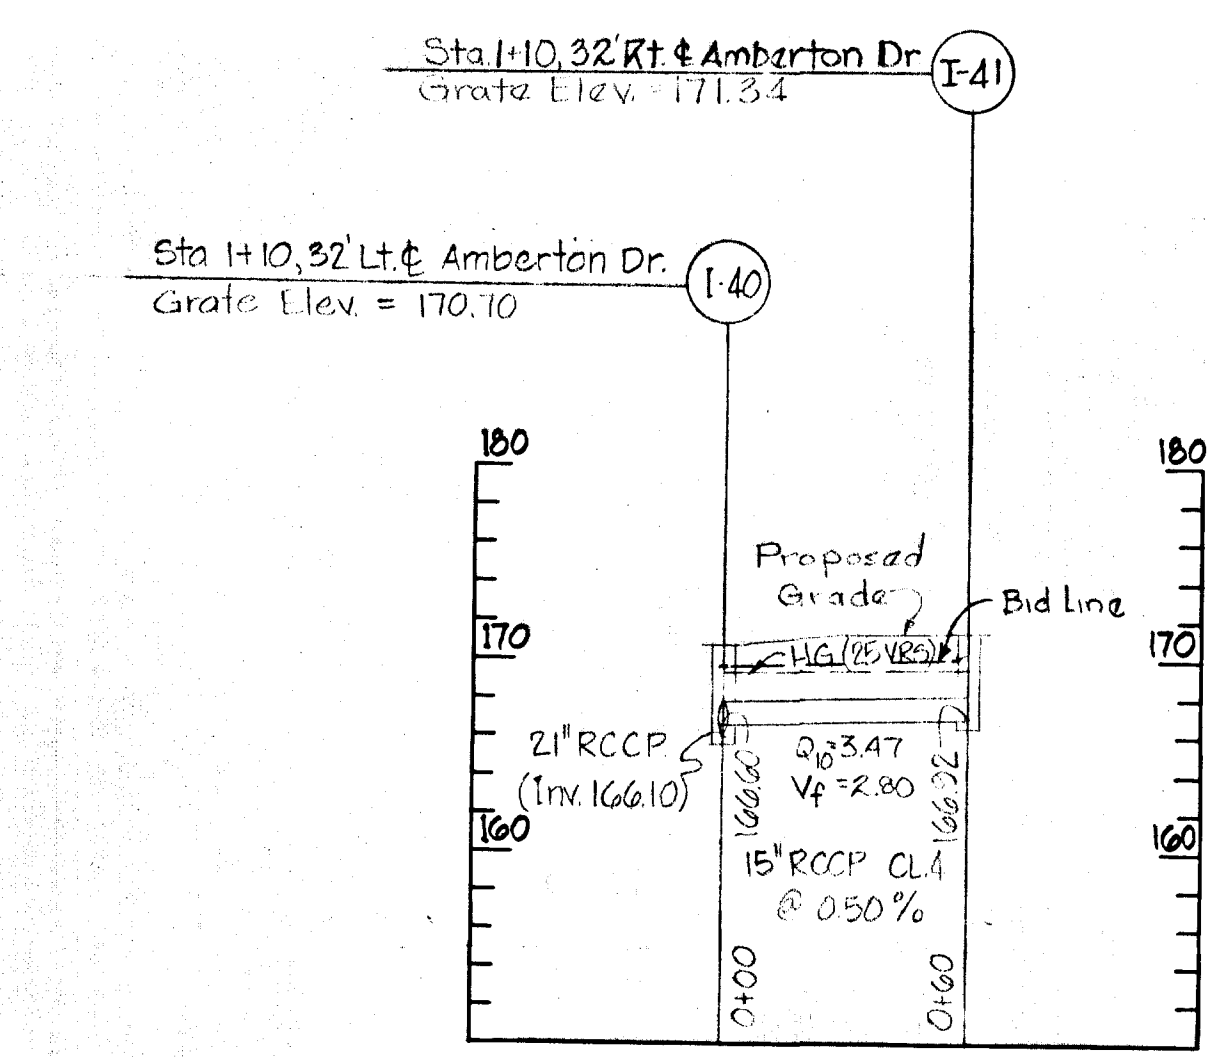 Sta. 1+10, 32' Rt. ℄ Amberton Dr
I-41
Grate Elev. = 171.34
Sta 1+10, 32' Lt. ℄ Amberton Dr.
I-40
Grate Elev. = 170.70
180
180
Proposed
Grade
Bid Line
170
170
HG (25 YRS)
21" RCCP
(Inv. 166.10)
166.60
Q10=3.47
Vf=2.80
166.92
160
160
15" RCCP CL.4
@ 0.50%
0+00
0+60